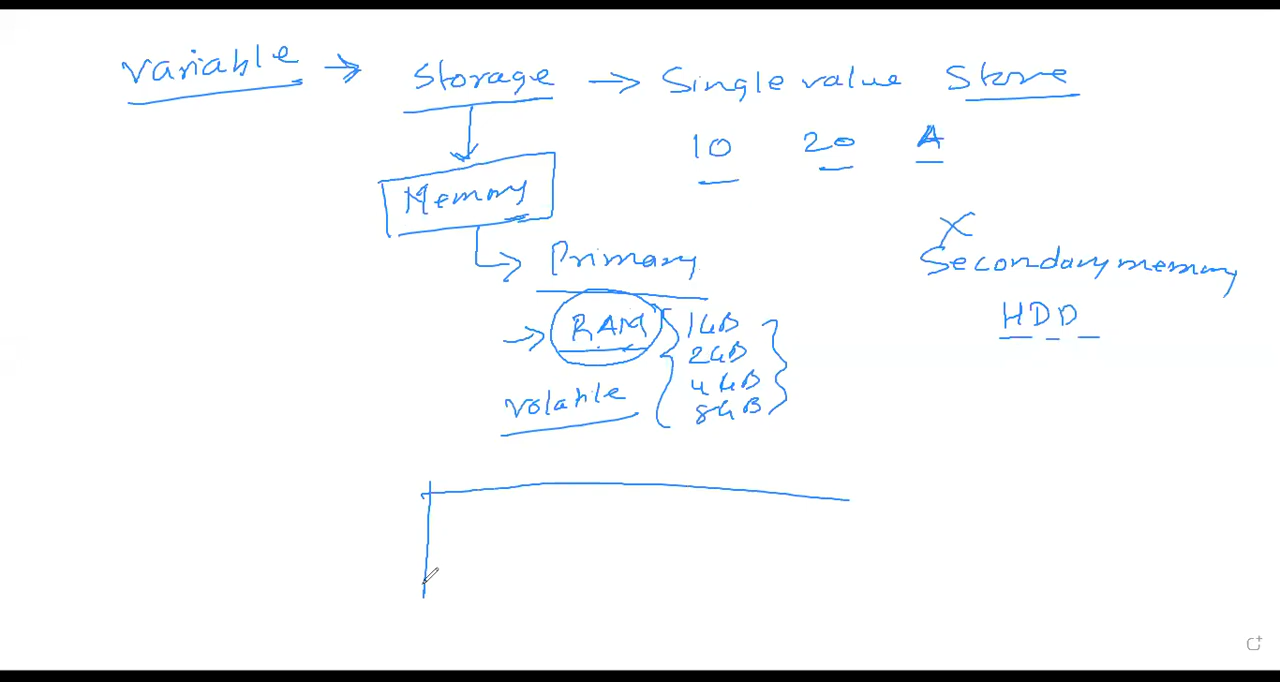 variable → Storage → Single value Store
10 20 A
Memory
X
Primary
Secondary memory
→ RAM 1GB
HDD
2GB
4GB
volatile 8GB